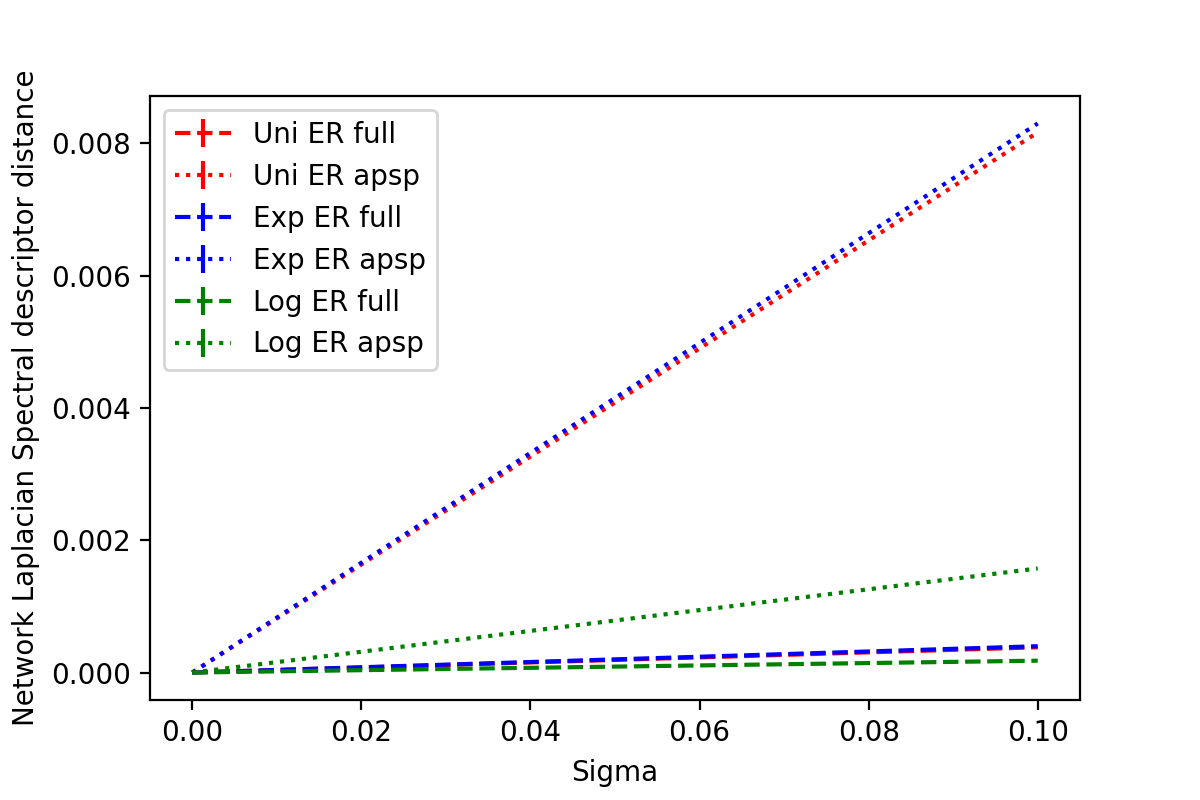 Network Laplacian Spectral descriptor distance
0.008
0.006
0.004
0.002
0.000
Uni ER full
Uni ER apsp
Exp ER full
Exp ER apsp
Log ER full
Log ER apsp
0.00 0.02 0.04 0.06 0.08 0.10
Sigma